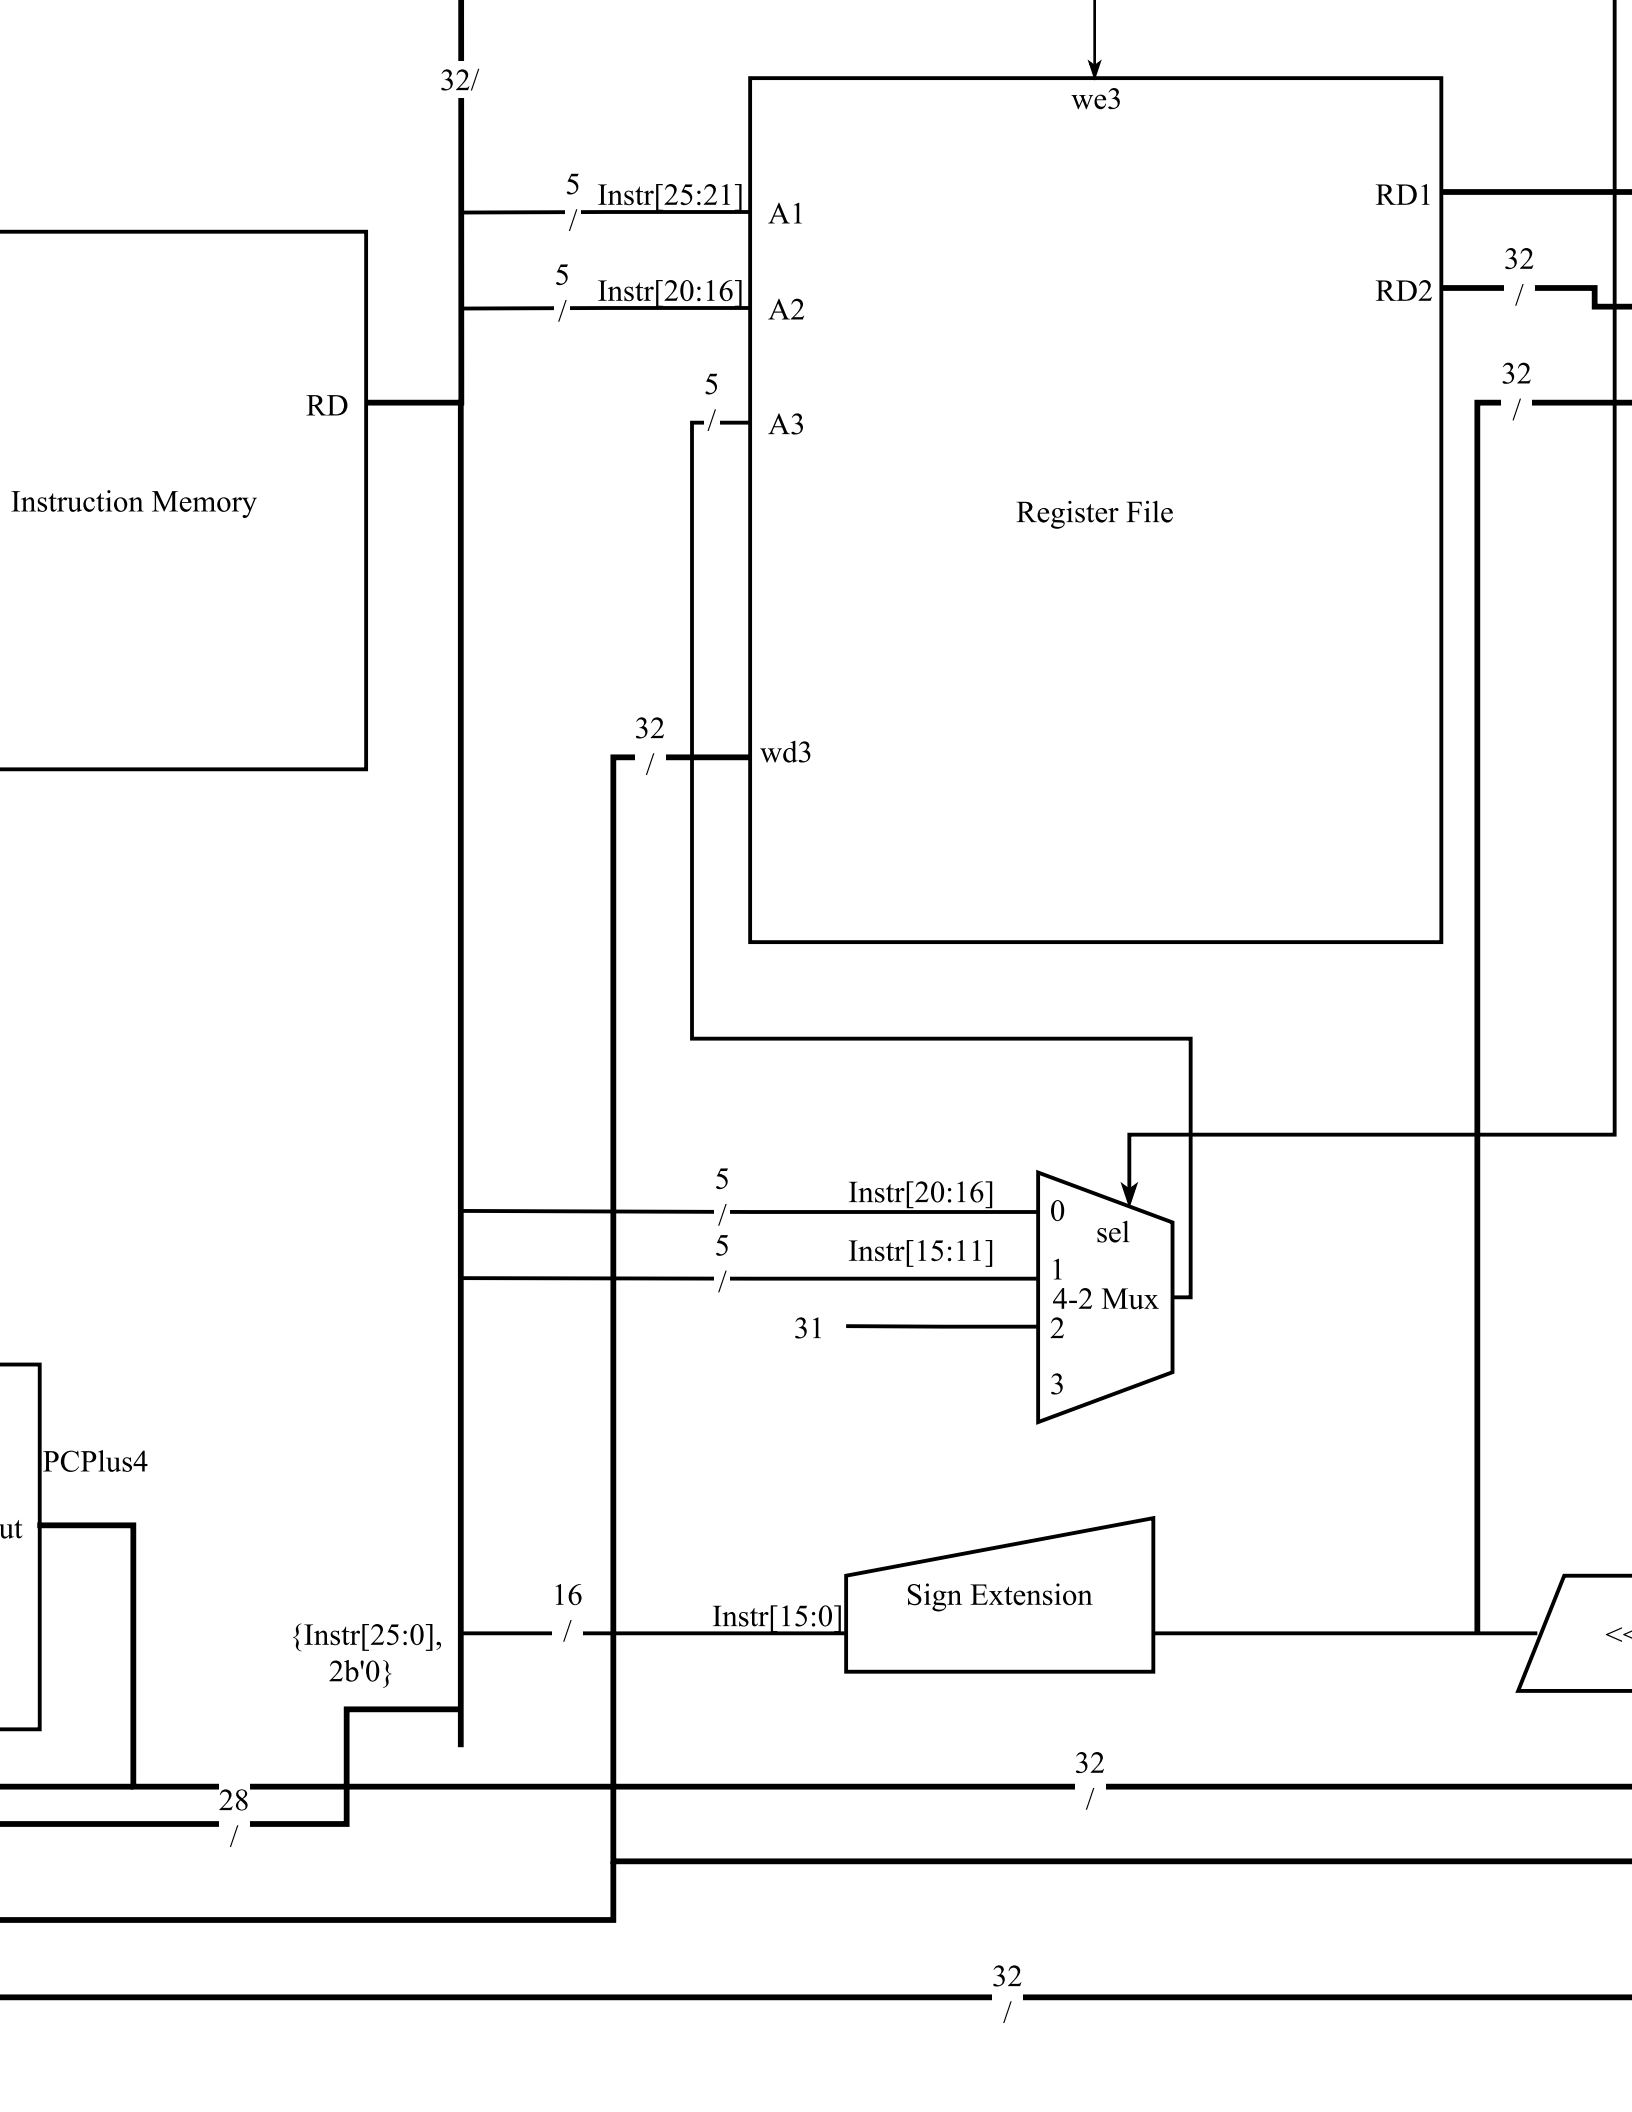 32/
we3
5
Instr[25:21]
/
A1
RD1
5
Instr[20:16]
/
A2
32
/
RD2
5
/
A3
32
/
RD
Instruction Memory
Register File
32
/
wd3
5
/
Instr[20:16]
0
sel
5
/
Instr[15:11]
1
4-2 Mux
31
2
3
PCPlus4
ut
16
/
Instr[15:0]
Sign Extension
<<
{Instr[25:0],
2b'0}
28
/
32
/
32
/